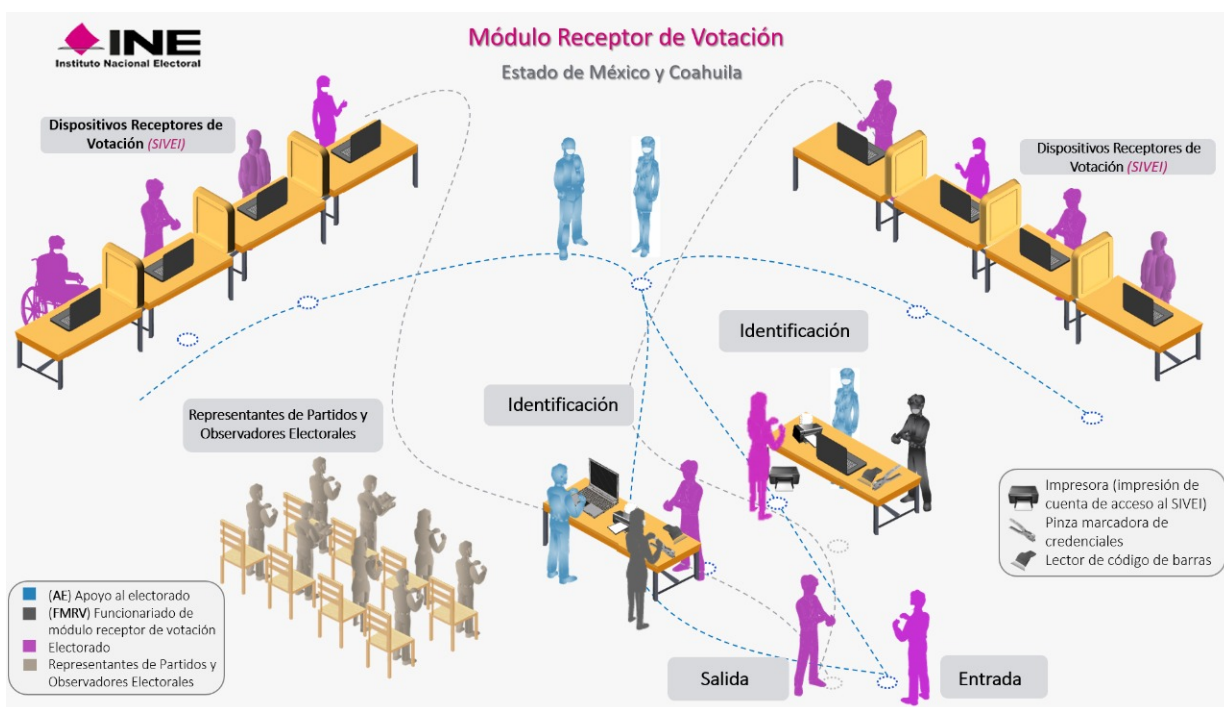 INE
Instituto Nacional Electoral
Módulo Receptor de Votación
Estado de México y Coahuila
Dispositivos Receptores de
Votación (SIVEI)
Dispositivos Receptores de
Votación (SIVEI)
Identificación
Identificación
Representantes de Partidos y
Observadores Electorales
Impresora (impresión de
cuenta de acceso al SIVEI)
Pinza marcadora de
credenciales
Lector de código de barras
(AE) Apoyo al electorado
(FMRV) Funcionariado de
módulo receptor de votación
Electorado
Representantes de Partidos y
Observadores Electorales
Salida
Entrada